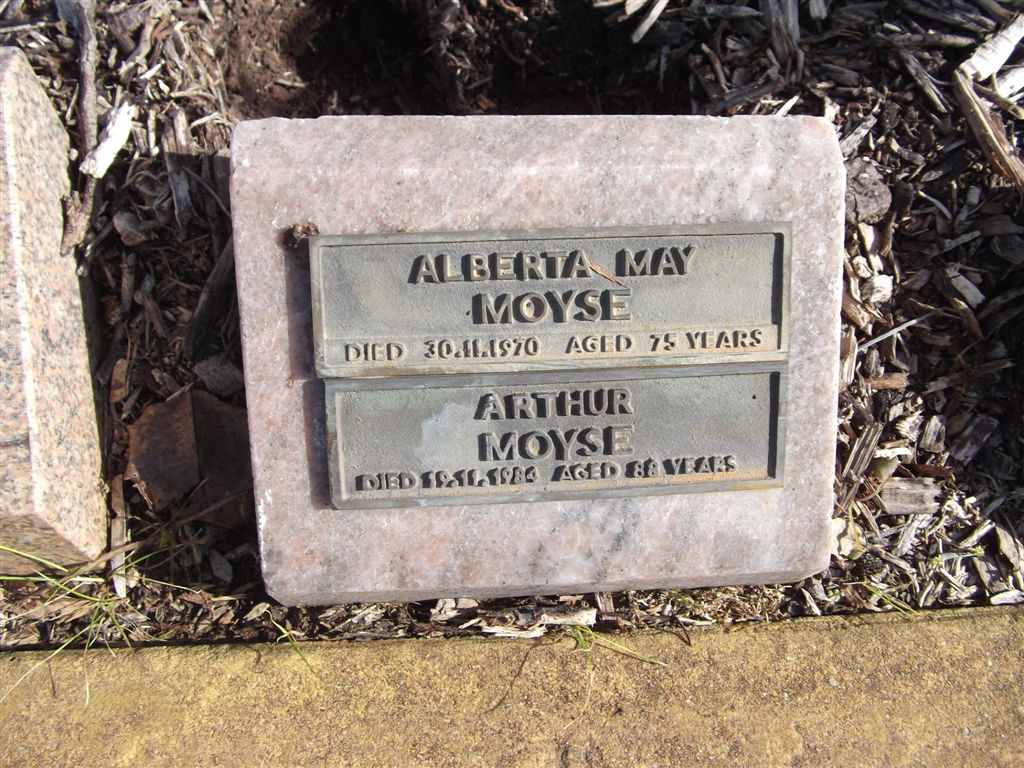 ALBERTA MAY
MOYSE
DIED 30.11.1970 AGED 75 YEARS
ARTHUR
MOYSE
DIED 19.11.1984 AGED 88 YEARS